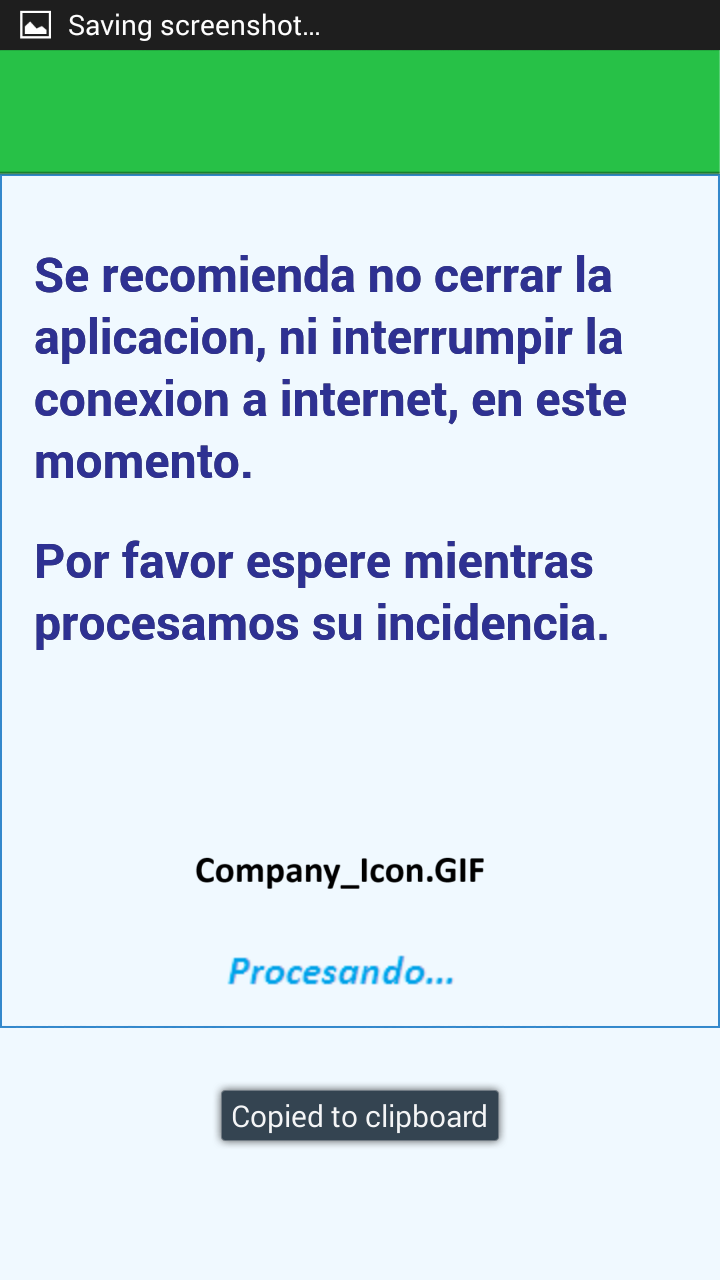 Saving screenshot...
Se recomienda no cerrar la
aplicacion, ni interrumpir la
conexion a internet, en este
momento.
Por favor espere mientras
procesamos su incidencia.
Company_Icon.GIF
Procesando...
Copied to clipboard